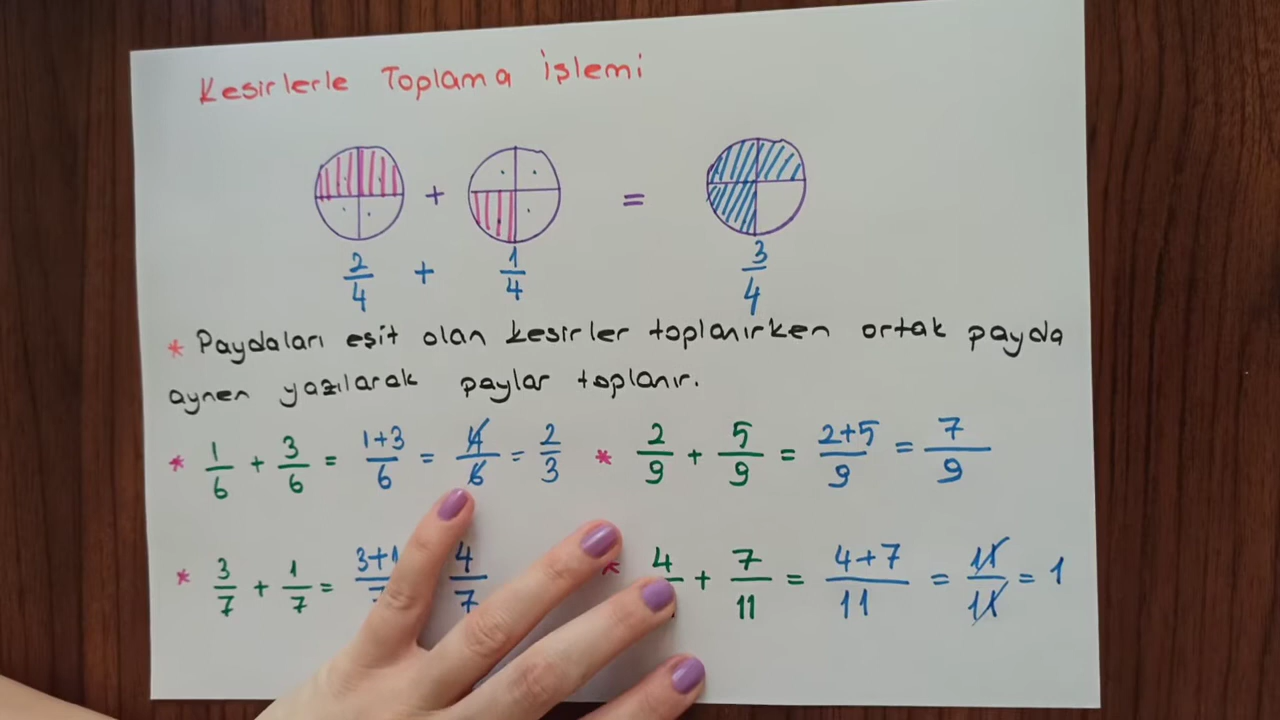 Kesirlerle Toplama İşlemi
+ =
2/4 + 1/4 3/4
* Paydaları eşit olan kesirler toplanırken ortak payda
aynen yazılarak paylar toplanır.
* 1/6 + 3/6 = 1+3/6 = 4/6 = 2/3 * 2/9 + 5/9 = 2+5/9 = 7/9
* 3/7 + 1/7 = 3+1 4/7 * 4 + 7/11 = 4+7/11 = 11/11 = 1